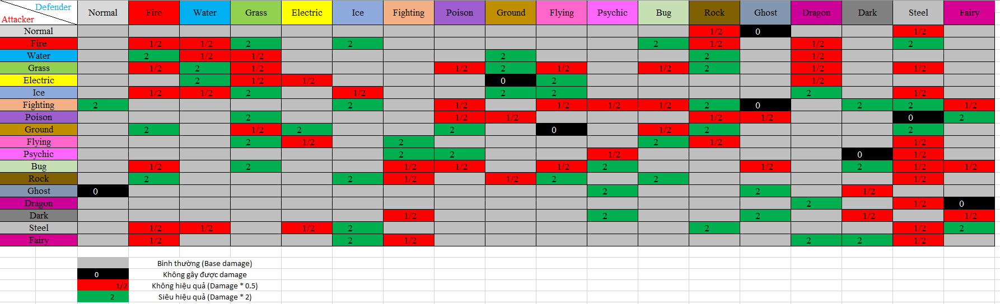 Defender
Attacker
Normal Fire Water Grass Electric Ice Fighting Poison Ground Flying Psychic Bug Rock Ghost Dragon Dark Steel Fairy
Normal 1/2 0 1/2
Fire 1/2 1/2 2 2 2 1/2 1/2 2
Water 2 1/2 1/2 2 2 1/2
Grass 1/2 2 1/2 1/2 2 1/2 1/2 2 1/2 1/2
Electric 2 1/2 1/2 0 2 1/2
Ice 1/2 1/2 2 1/2 2 2 2 1/2
Fighting 2 2 1/2 1/2 1/2 1/2 2 0 2 2 1/2
Poison 2 1/2 1/2 1/2 1/2 0 2
Ground 2 1/2 2 2 0 1/2 2 2
Flying 2 1/2 2 2 1/2 1/2
Psychic 2 2 1/2 0 1/2
Bug 1/2 2 1/2 1/2 1/2 2 1/2 2 1/2 1/2
Rock 2 2 1/2 1/2 2 2 1/2
Ghost 0 2 2 1/2
Dragon 2 1/2 0
Dark 1/2 2 2 1/2 1/2
Steel 1/2 1/2 1/2 2 2 1/2 2
Fairy 1/2 2 1/2 2 2 1/2
Bình thường (Base damage)
0 Không gây được damage
1/2 Không hiệu quả (Damage * 0.5)
2 Siêu hiệu quả (Damage * 2)